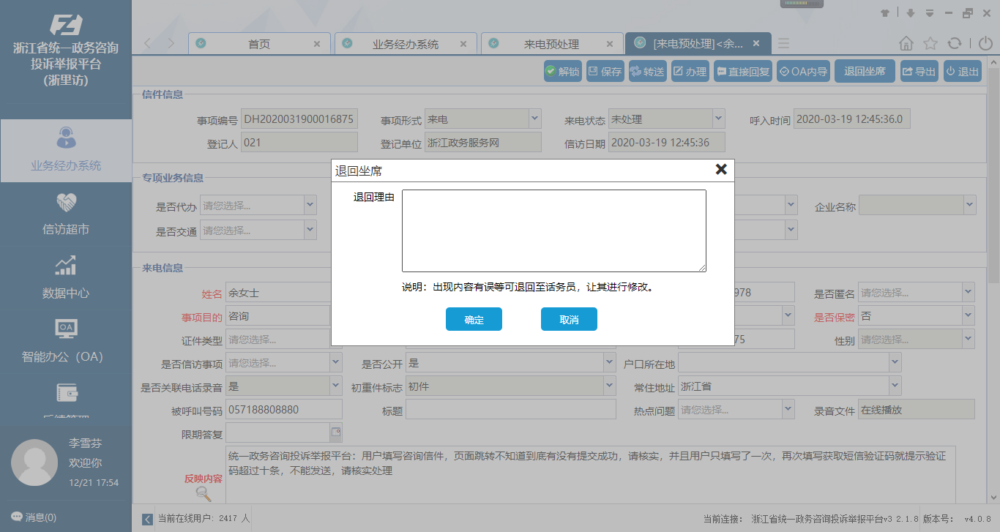 浙江省统一政务咨询
投诉举报平台
(浙里访)
首页
业务经办系统
来电预处理
[来电预处理]<余...
解锁 保存 转送 办理 直接回复 OA内导 退回坐席 导出 退出
业务经办系统
信访超市
数据中心
智能办公（OA）
李雪芬
欢迎你
12/21 17:54
消息(0)
信件信息
事项编号 DH2020031900016875 事项形式 来电 来电状态 未处理 呼入时间 2020-03-19 12:45:36.0
登记人 021 登记单位 浙江政务服务网 信访日期 2020-03-19 12:45:36
专项业务信息
是否代办 请您选择... 企业名称
是否交通 请您选择...
退回坐席
退回理由
说明：出现内容有误等可退回至话务员，让其进行修改。
确定 取消
来电信息
姓名 余女士 978 是否匿名 请您选择...
事项目的 咨询 是否保密 否
证件类型 请您选择... 75 性别 请您选择...
是否信访事项 请您选择... 是否公开 是 户口所在地
是否关联电话录音 是 初重件标志 初件 常住地址 浙江省
被呼叫号码 057188808880 标题 热点问题 请您选择... 录音文件 在线播放
限期答复
反映内容 统一政务咨询投诉举报平台：用户填写咨询信件，页面跳转不知道到底有没有提交成功，请核实，并且用户只填写了一次，再次填写获取短信验证码就提示验证
码超过十条，不能发送，请核实处理
当前在线用户: 2417 人 当前连接: 浙江省统一政务咨询投诉举报平台v3 2.1.8 版本号: v4.0.8